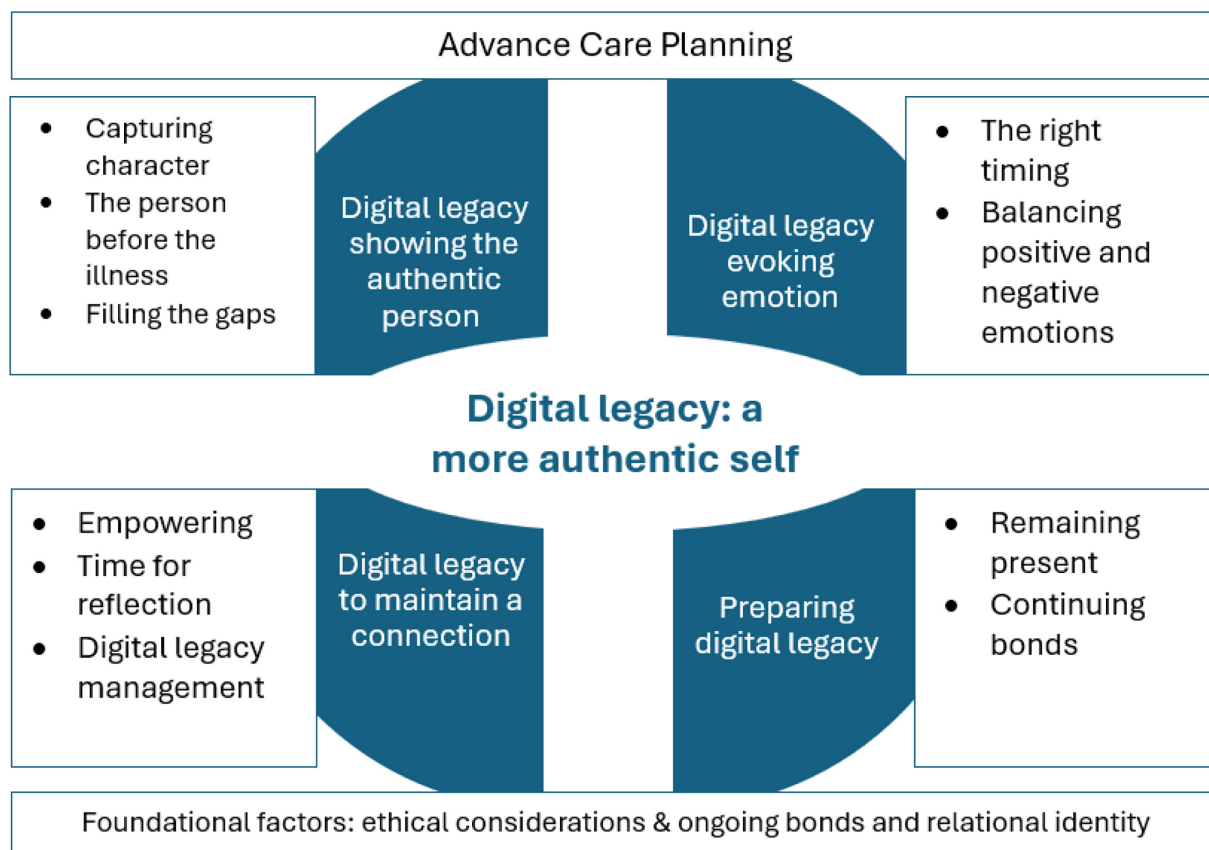 Advance Care Planning
• Capturing
character
• The person
before the
illness
• Filling the gaps
Digital legacy
showing the
authentic
person
Digital legacy
evoking
emotion
• The right
timing
• Balancing
positive and
negative
emotions
Digital legacy: a
more authentic self
• Empowering
• Time for
reflection
• Digital legacy
management
Digital legacy
to maintain a
connection
Preparing
digital legacy
• Remaining
present
• Continuing
bonds
Foundational factors: ethical considerations & ongoing bonds and relational identity